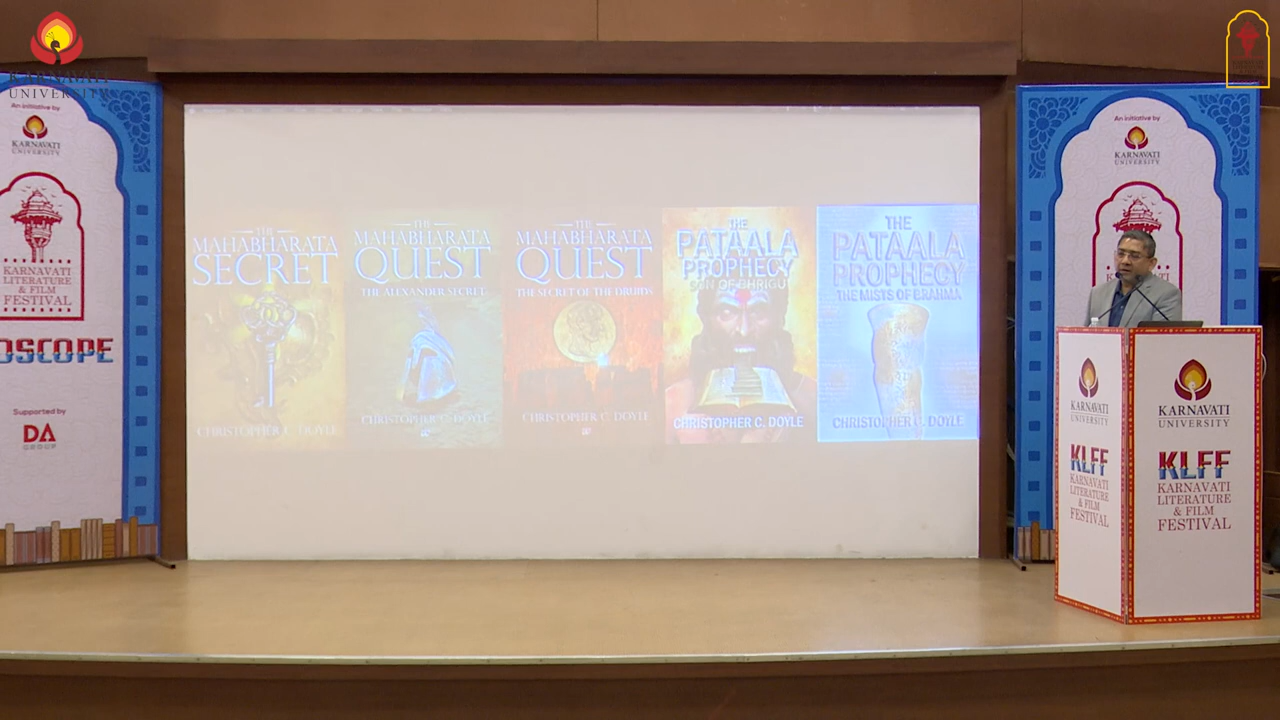 KARNAVATI
UNIVERSITY
An initiative by
KARNAVATI
UNIVERSITY
KARNAVATI
LITERATURE
& FILM
FESTIVAL
OSCOPE
Supported by
DA
GROUP
THE
MAHABHARATA
SECRET
CHRISTOPHER C. DOYLE
THE
MAHABHARATA
QUEST
THE ALEXANDER SECRET
CHRISTOPHER C. DOYLE
THE
MAHABHARATA
QUEST
THE SECRET OF THE DRUIDS
CHRISTOPHER C. DOYLE
THE
PATAALA
PROPHECY
SON OF BHRIGU
CHRISTOPHER C. DOYLE
THE
PATAALA
PROPHECY
THE MISTS OF BRAHMA
CHRISTOPHER C. DOYLE
An initiative by
KARNAVATI
UNIVERSITY
KARNAVATI
UNIVERSITY
KLFF
KARNAVATI
LITERATURE
& FILM
FESTIVAL
KARNAVATI
UNIVERSITY
KLFF
KARNAVATI
LITERATURE
& FILM
FESTIVAL